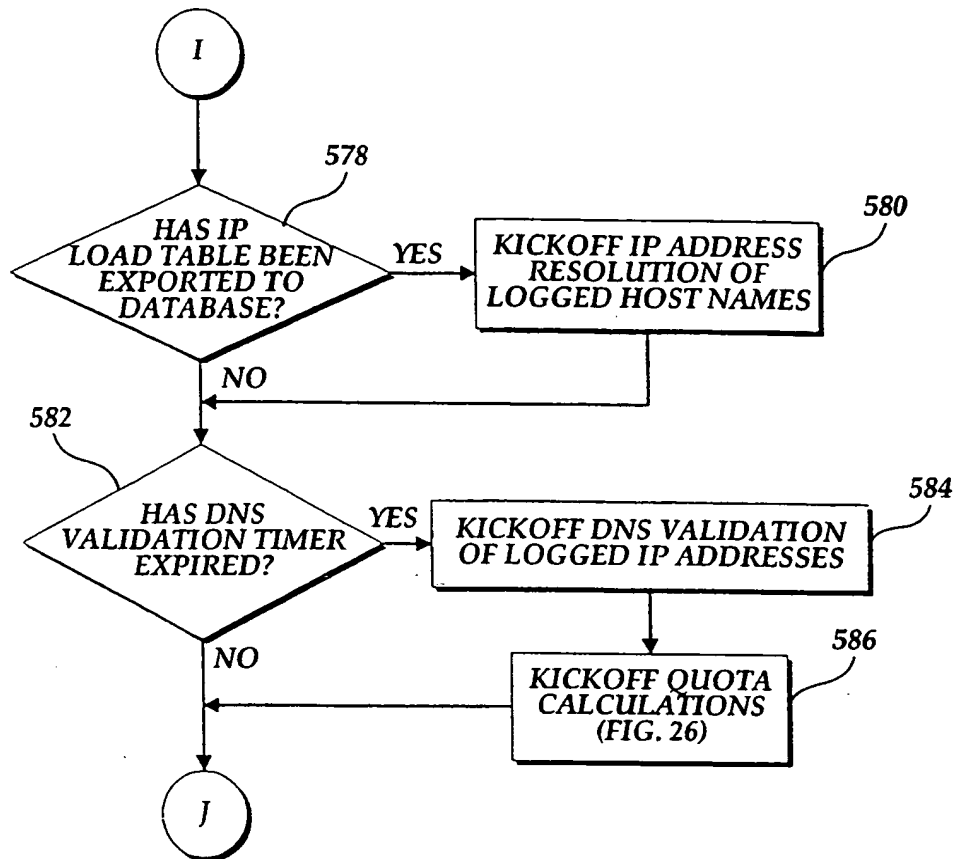 I
578
HAS IP
LOAD TABLE BEEN
EXPORTED TO
DATABASE?
YES
580
KICKOFF IP ADDRESS
RESOLUTION OF
LOGGED HOST NAMES
NO
582
HAS DNS
VALIDATION TIMER
EXPIRED?
YES
584
KICKOFF DNS VALIDATION
OF LOGGED IP ADDRESSES
NO
586
KICKOFF QUOTA
CALCULATIONS
(FIG. 26)
J